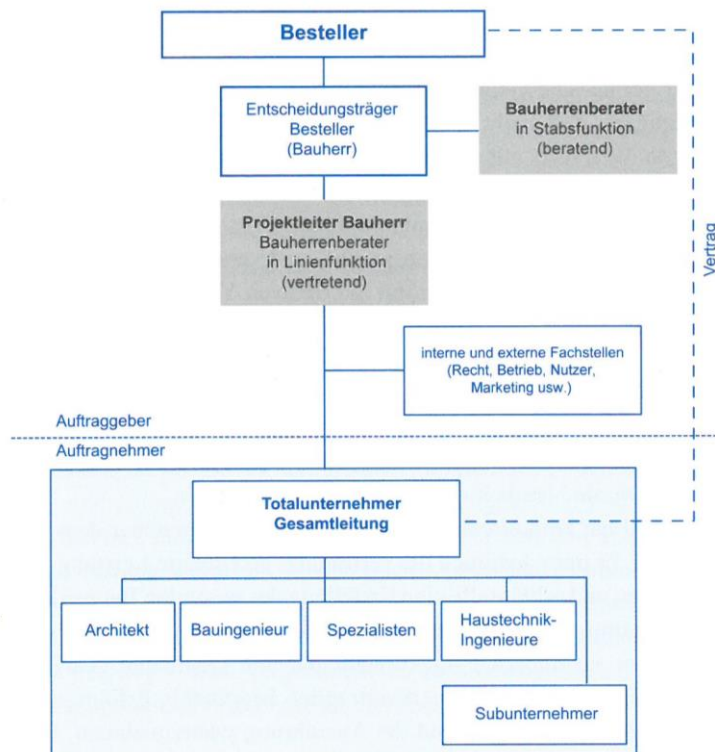 Besteller
Entscheidungsträger
Besteller
(Bauherr)
Bauherrenberater
in Stabsfunktion
(beratend)
Projektleiter Bauherr
Bauherrenberater
in Linienfunktion
(vertretend)
Vertrag
interne und externe Fachstellen
(Recht, Betrieb, Nutzer,
Marketing usw.)
Auftraggeber
Auftragnehmer
Totalunternehmer
Gesamtleitung
Architekt
Bauingenieur
Spezialisten
Haustechnik-
Ingenieure
Subunternehmer